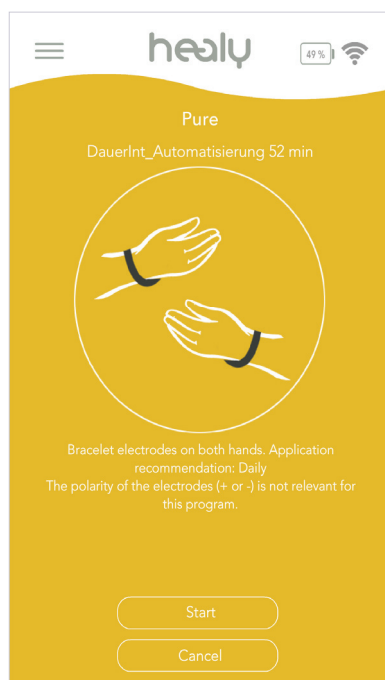 healy
49 %
Pure
DauerInt_Automatisierung 52 min
Bracelet electrodes on both hands. Application
recommendation: Daily
The polarity of the electrodes (+ or -) is not relevant for
this program.
Start
Cancel